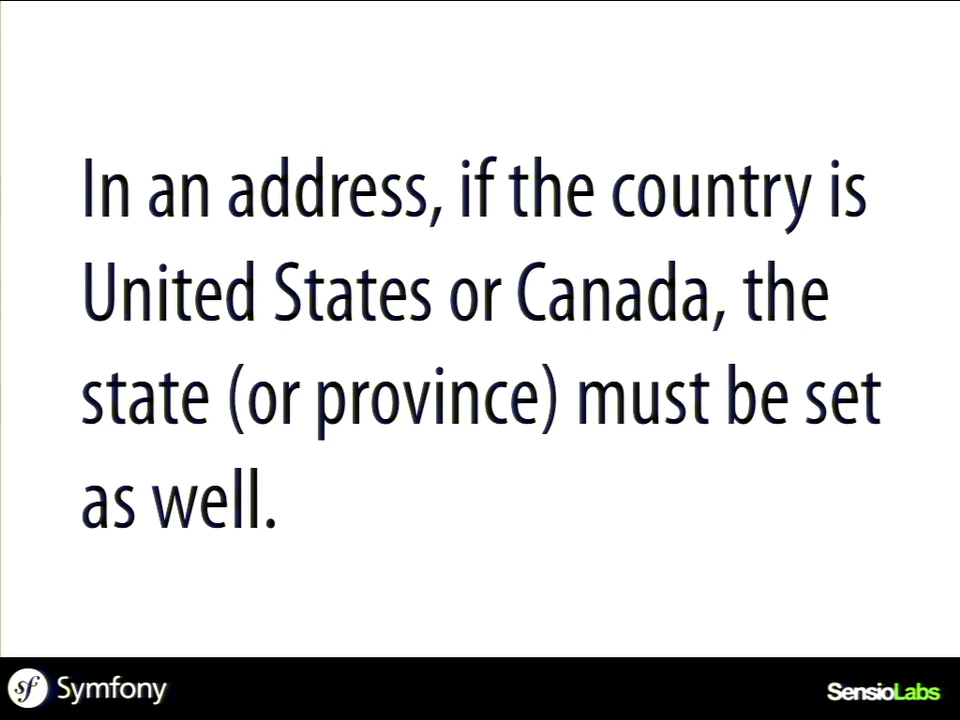 In an address, if the country is
United States or Canada, the
state (or province) must be set
as well.
sf Symfony
SensioLabs